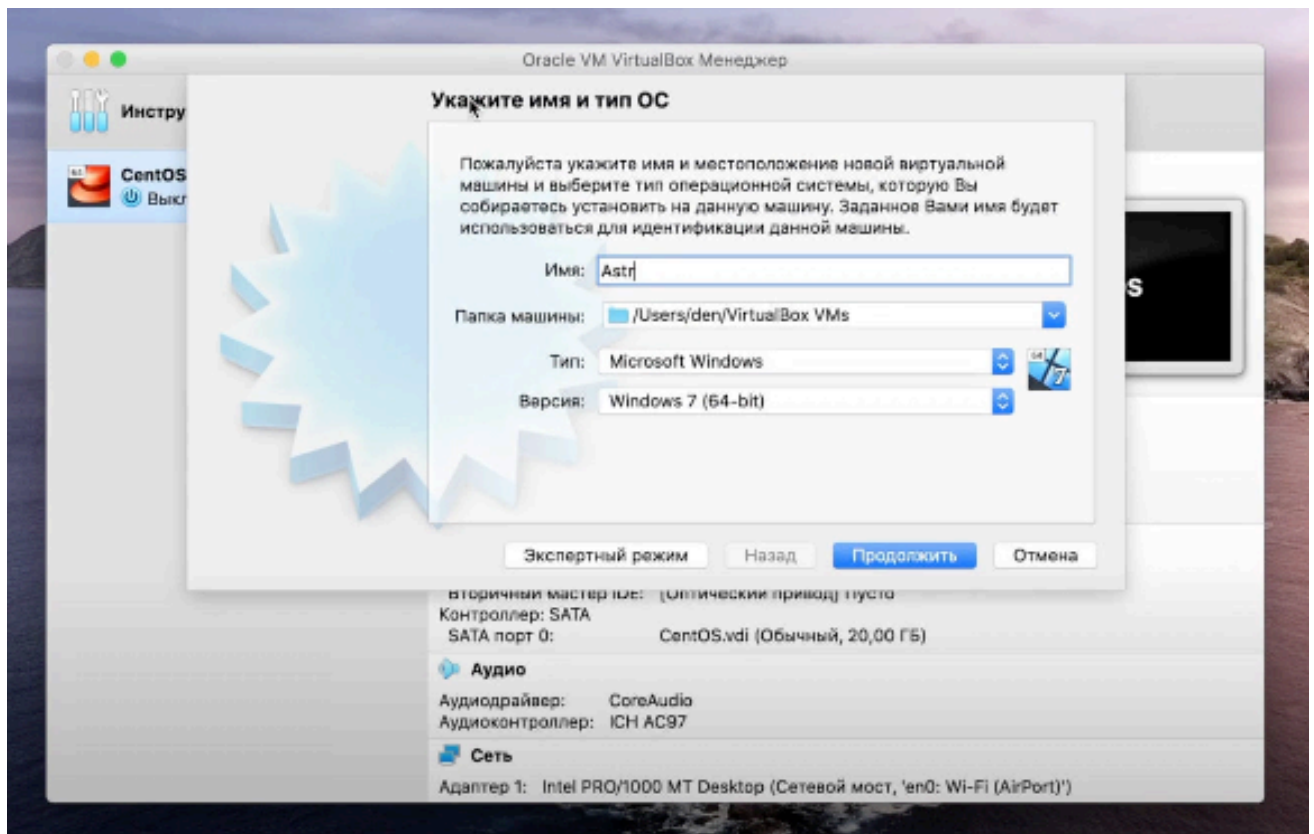 Oracle VM VirtualBox Менеджер
Инстру
CentOS
Выкл
Укажите имя и тип ОС
Пожалуйста укажите имя и местоположение новой виртуальной
машины и выберите тип операционной системы, которую Вы
собираетесь установить на данную машину. Заданное Вами имя будет
использоваться для идентификации данной машины.
Имя: Astr
Папка машины: /Users/den/VirtualBox VMs
Тип: Microsoft Windows
Версия: Windows 7 (64-bit)
Экспертный режим Назад Продолжить Отмена
Вторичный мастер IDE: [Оптический привод] Пусто
Контроллер: SATA
SATA порт 0: CentOS.vdi (Обычный, 20,00 ГБ)
Аудио
Аудиодрайвер: CoreAudio
Аудиоконтроллер: ICH AC97
Сеть
Адаптер 1: Intel PRO/1000 MT Desktop (Сетевой мост, 'en0: Wi-Fi (AirPort)')